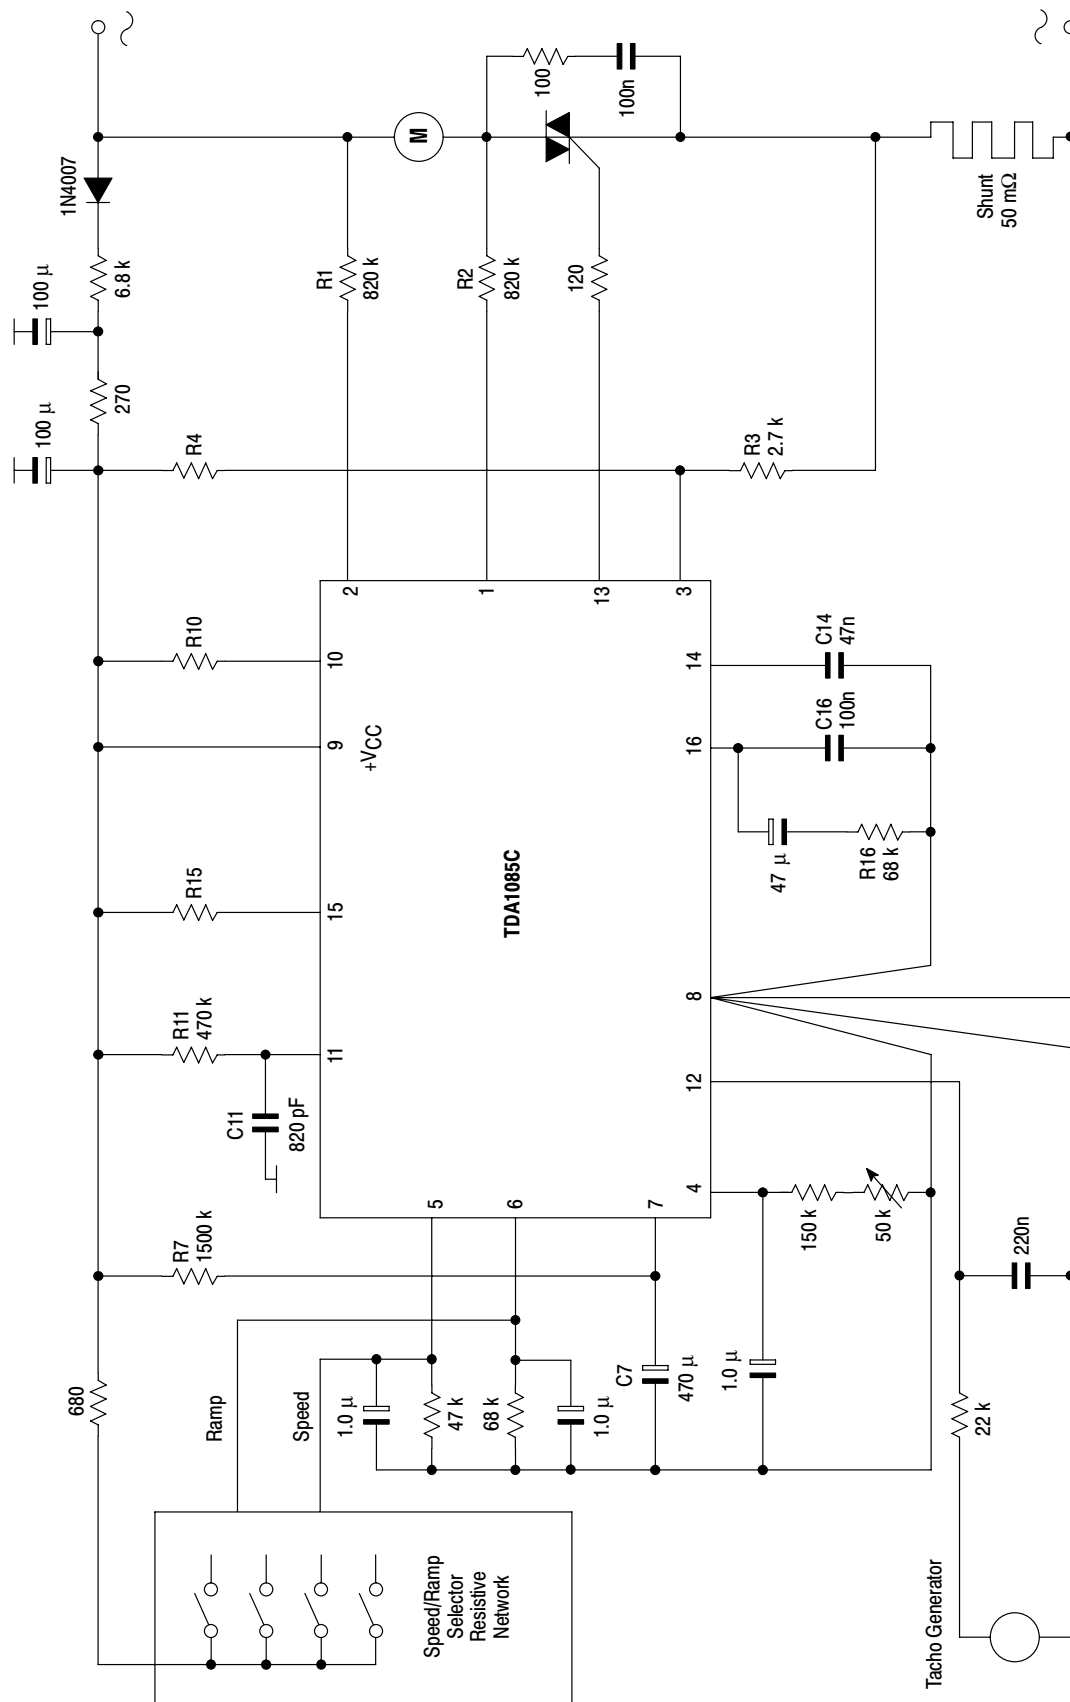 1N4007
6.8 k
100 µ
270
100 µ
R4
R10
R15
R11
470 k
C11
820 pF
R7
1500 k
680
100
100n
M
R1
820 k
R2
820 k
120
R3
2.7 k
Shunt
50 mΩ
2
1
13
3
10
9
+VCC
15
11
TDA1085C
14
16
8
12
4
5
6
7
C14
47n
C16
100n
47 µ
R16
68 k
150 k
50 k
220n
Ramp
Speed
1.0 µ
47 k
68 k
1.0 µ
C7
470 µ
1.0 µ
22 k
Speed/Ramp
Selector
Resistive
Network
Tacho Generator